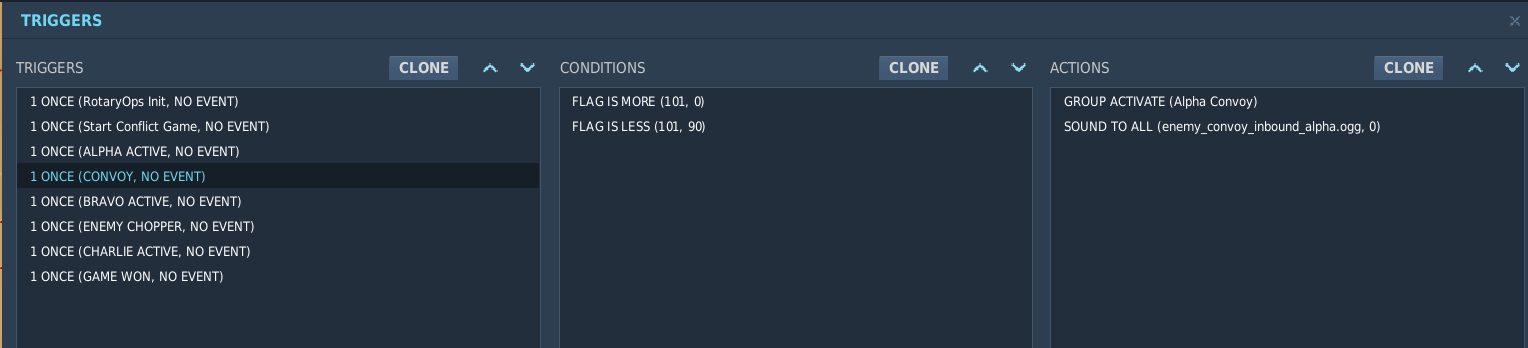 TRIGGERS
TRIGGERS CLONE CONDITIONS CLONE ACTIONS CLONE
1 ONCE (RotaryOps Init, NO EVENT)
1 ONCE (Start Conflict Game, NO EVENT)
1 ONCE (ALPHA ACTIVE, NO EVENT)
1 ONCE (CONVOY, NO EVENT)
1 ONCE (BRAVO ACTIVE, NO EVENT)
1 ONCE (ENEMY CHOPPER, NO EVENT)
1 ONCE (CHARLIE ACTIVE, NO EVENT)
1 ONCE (GAME WON, NO EVENT)
FLAG IS MORE (101, 0)
FLAG IS LESS (101, 90)
GROUP ACTIVATE (Alpha Convoy)
SOUND TO ALL (enemy_convoy_inbound_alpha.ogg, 0)